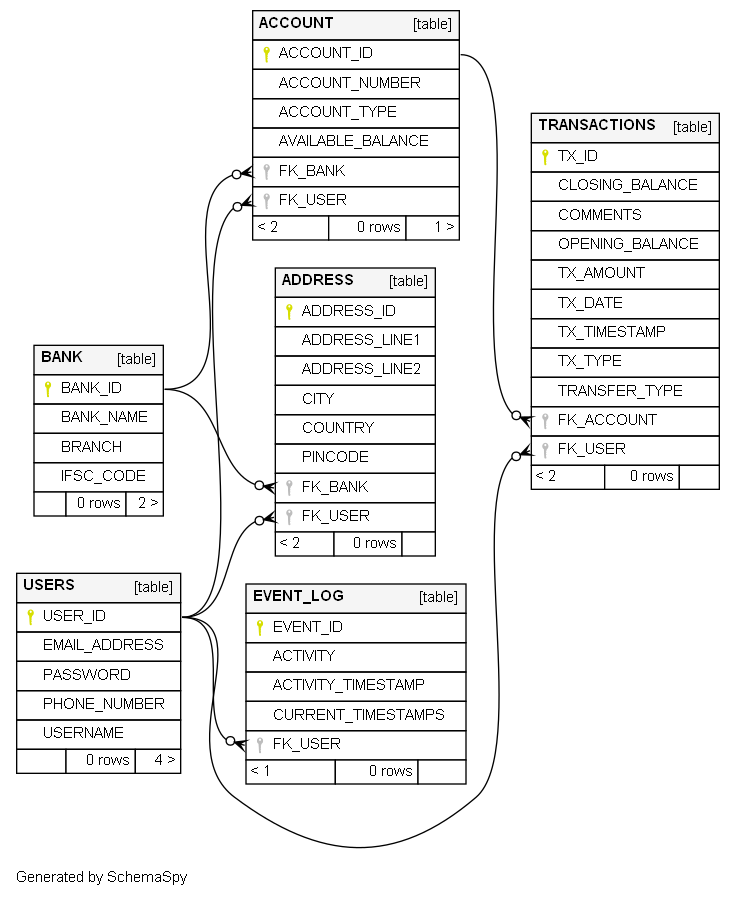 ACCOUNT [table]
ACCOUNT_ID
ACCOUNT_NUMBER
ACCOUNT_TYPE
AVAILABLE_BALANCE
FK_BANK
FK_USER
< 2 0 rows 1 >
TRANSACTIONS [table]
TX_ID
CLOSING_BALANCE
COMMENTS
OPENING_BALANCE
TX_AMOUNT
TX_DATE
TX_TIMESTAMP
TX_TYPE
TRANSFER_TYPE
FK_ACCOUNT
FK_USER
< 2 0 rows
ADDRESS [table]
ADDRESS_ID
ADDRESS_LINE1
ADDRESS_LINE2
CITY
COUNTRY
PINCODE
FK_BANK
FK_USER
< 2 0 rows
BANK [table]
BANK_ID
BANK_NAME
BRANCH
IFSC_CODE
0 rows 2 >
USERS [table]
USER_ID
EMAIL_ADDRESS
PASSWORD
PHONE_NUMBER
USERNAME
0 rows 4 >
EVENT_LOG [table]
EVENT_ID
ACTIVITY
ACTIVITY_TIMESTAMP
CURRENT_TIMESTAMPS
FK_USER
< 1 0 rows
Generated by SchemaSpy